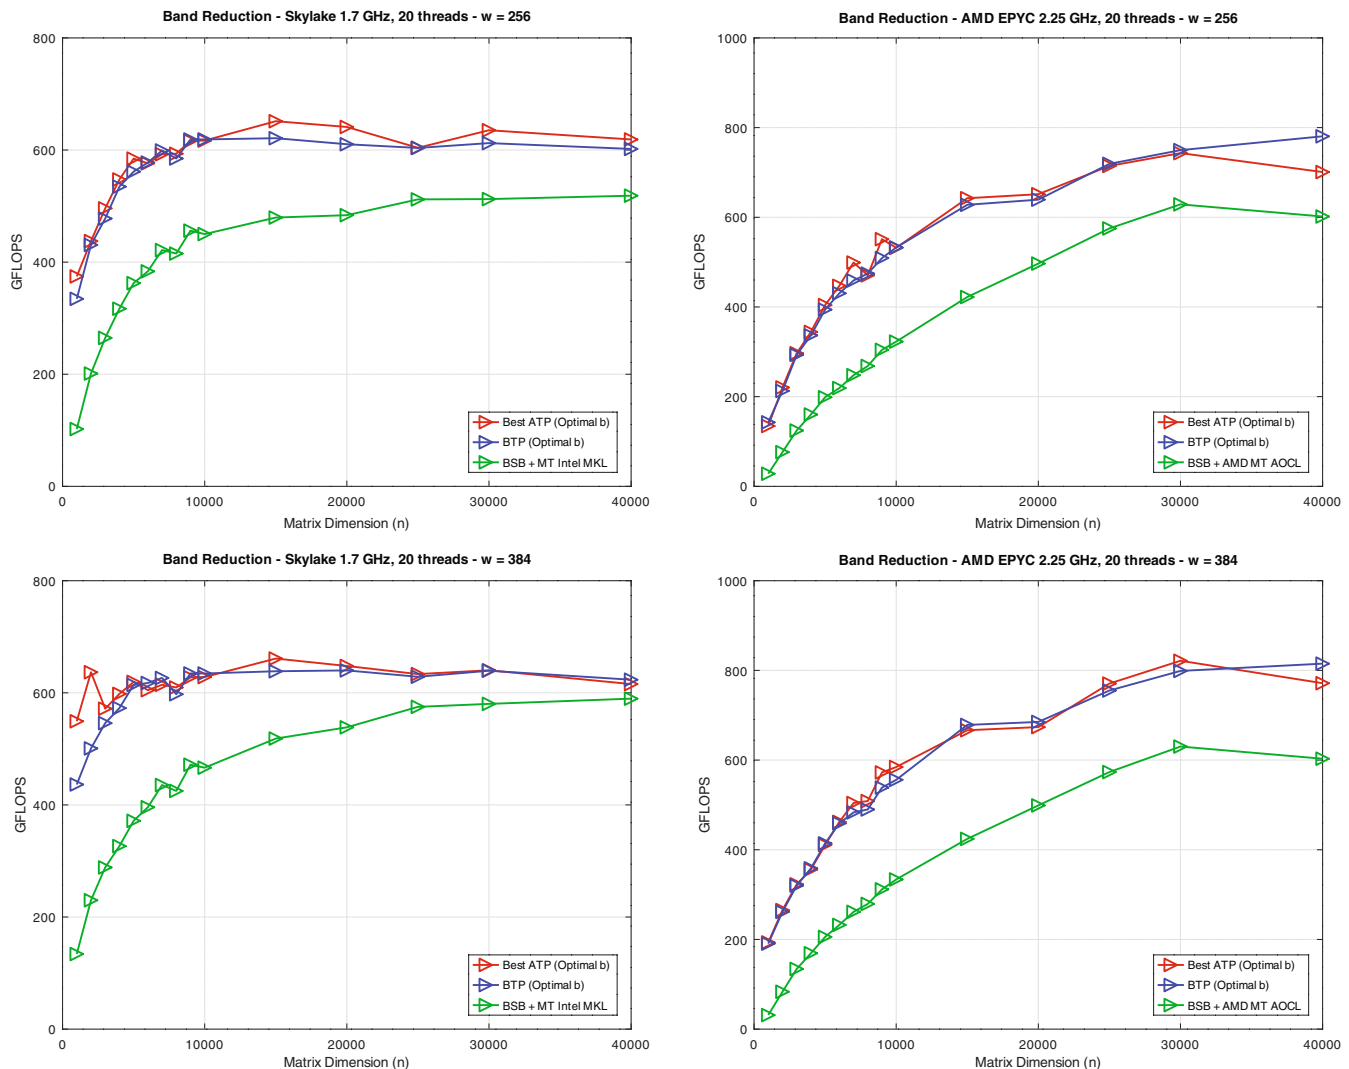 Band Reduction - Skylake 1.7 GHz, 20 threads - w = 256
800
600
400
200
0
GFLOPS
Best ATP (Optimal b)
BTP (Optimal b)
BSB + MT Intel MKL
0 10000 20000 30000 40000
Matrix Dimension (n)
Band Reduction - AMD EPYC 2.25 GHz, 20 threads - w = 256
1000
800
600
400
200
0
GFLOPS
Best ATP (Optimal b)
BTP (Optimal b)
BSB + AMD MT AOCL
0 10000 20000 30000 40000
Matrix Dimension (n)
Band Reduction - Skylake 1.7 GHz, 20 threads - w = 384
800
600
400
200
0
GFLOPS
Best ATP (Optimal b)
BTP (Optimal b)
BSB + MT Intel MKL
0 10000 20000 30000 40000
Matrix Dimension (n)
Band Reduction - AMD EPYC 2.25 GHz, 20 threads - w = 384
1000
800
600
400
200
0
GFLOPS
Best ATP (Optimal b)
BTP (Optimal b)
BSB + AMD MT AOCL
0 10000 20000 30000 40000
Matrix Dimension (n)